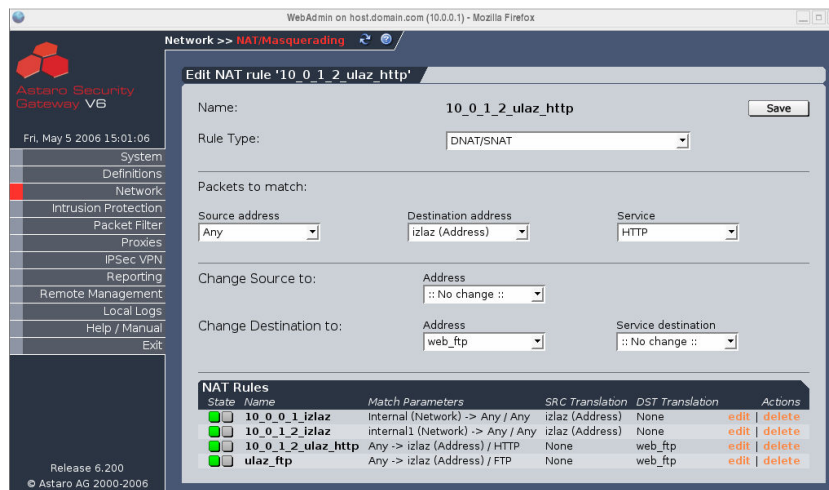 WebAdmin on host.domain.com (10.0.0.1) - Mozilla Firefox
Network >> NAT/Masquerading
Astaro Security
Gateway V6
Fri, May 5 2006 15:01:06
System
Definitions
Network
Intrusion Protection
Packet Filter
Proxies
IPSec VPN
Reporting
Remote Management
Local Logs
Help / Manual
Exit
Release 6.200
© Astaro AG 2000-2006
Edit NAT rule '10_0_1_2_ulaz_http'
Name: 10_0_1_2_ulaz_http Save
Rule Type: DNAT/SNAT
Packets to match:
Source address Destination address Service
Any izlaz (Address) HTTP
Change Source to: Address
:: No change ::
Change Destination to: Address Service destination
web_ftp :: No change ::
NAT Rules
State Name Match Parameters SRC Translation DST Translation Actions
10_0_0_1_izlaz Internal (Network) -> Any / Any izlaz (Address) None edit | delete
10_0_1_2_izlaz internal1 (Network) -> Any / Any izlaz (Address) None edit | delete
10_0_1_2_ulaz_http Any -> izlaz (Address) / HTTP None web_ftp edit | delete
ulaz_ftp Any -> izlaz (Address) / FTP None web_ftp edit | delete